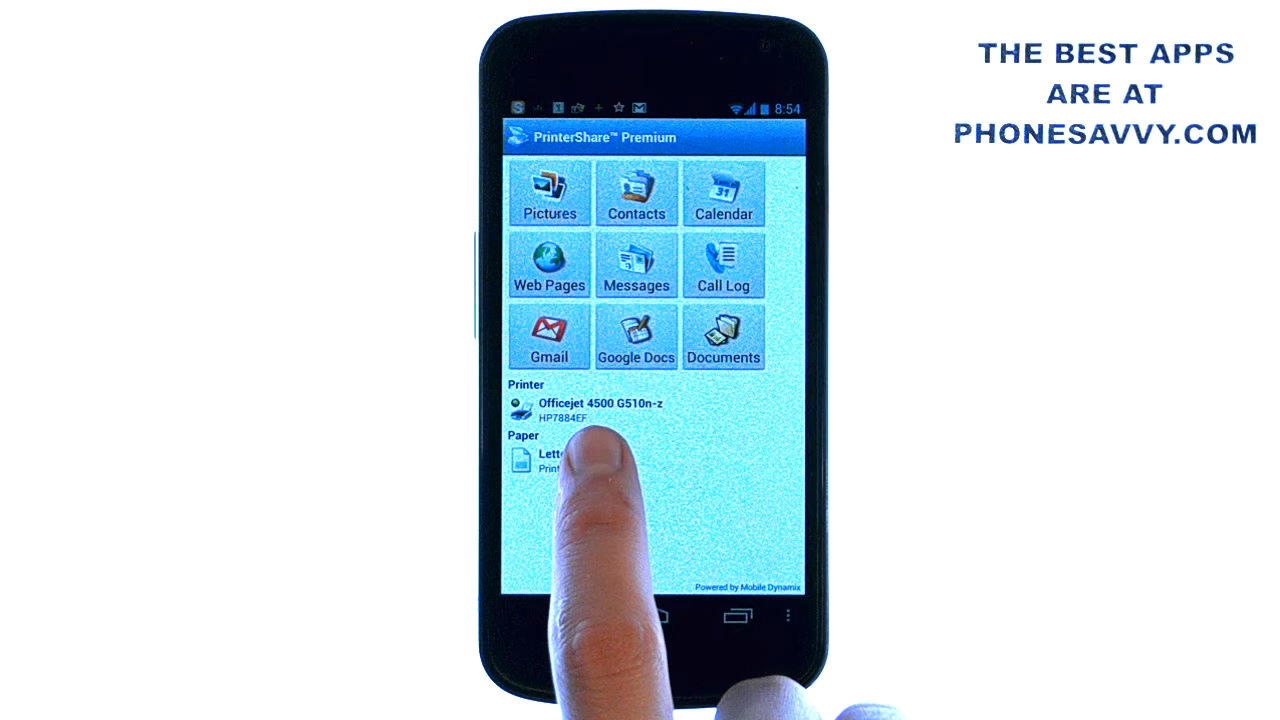 THE BEST APPS
ARE AT
PHONESAVVY.COM
8:54
PrinterShare™ Premium
Pictures Contacts Calendar
31
Web Pages Messages Call Log
Gmail Google Docs Documents
Printer
Officejet 4500 G510n-z
HP7884EF
Paper
Powered by Mobile Dynamix